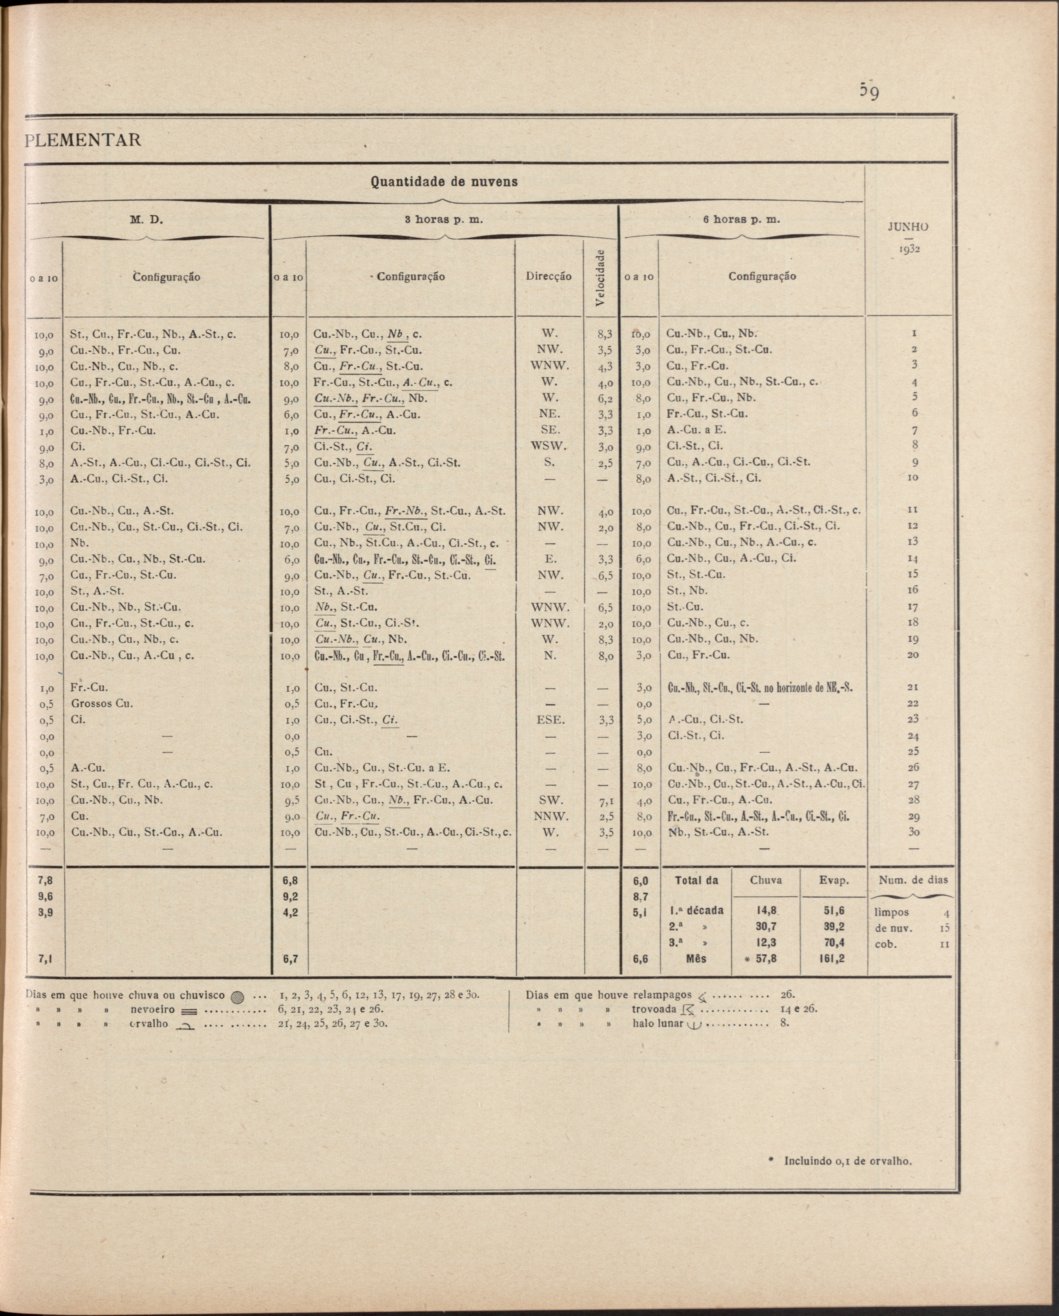 59
PLEMENTAR
Quantidade de nuvens
M. D. 3 horas p. m. 6 horas p. m. JUNHO
1932
0 a 10 Configuração 0 a 10 Configuração Direcção Velocidade 0 a 10 Configuração
10,0 St., Cu., Fr.-Cu., Nb., A.-St., c. 10,0 Cu.-Nb., Cu., Nb., c. W. 8,3 10,0 Cu.-Nb., Cu., Nb. 1
9,0 Cu.-Nb., Fr.-Cu., Cu. 7,0 Cu., Fr.-Cu., St.-Cu. NW. 3,5 3,0 Cu., Fr.-Cu., St.-Cu. 2
10,0 Cu.-Nb., Cu., Nb., c. 8,0 Cu., Fr.-Cu., St.-Cu. WNW. 4,3 3,0 Cu., Fr.-Cu. 3
10,0 Cu., Fr.-Cu., St.-Cu., A.-Cu., c. 10,0 Fr.-Cu., St.-Cu., A.-Cu., c. W. 4,0 10,0 Cu.-Nb., Cu., Nb., St.-Cu., c. 4
9,0 Cu.-Nb., Cu., Fr.-Cu., Nb., St.-Cu., A.-Cu. 9,0 Cu.-Nb., Fr.-Cu., Nb. W. 6,2 8,0 Cu., Fr.-Cu., Nb. 5
9,0 Cu., Fr.-Cu., St.-Cu., A.-Cu. 6,0 Cu., Fr.-Cu., A.-Cu. NE. 3,3 1,0 Fr.-Cu., St.-Cu. 6
1,0 Cu.-Nb., Fr.-Cu. 1,0 Fr.-Cu., A.-Cu. SE. 3,3 1,0 A.-Cu. a E. 7
9,0 Ci. 7,0 Ci.-St., Ci. WSW. 3,0 9,0 Ci.-St., Ci. 8
8,0 A.-St., A.-Cu., Ci.-Cu., Ci.-St., Ci. 5,0 Cu.-Nb., Cu., A.-St., Ci.-St. S. 2,5 7,0 Cu., A.-Cu., Ci.-Cu., Ci.-St. 9
3,0 A.-Cu., Ci.-St., Ci. 5,0 Cu., Ci.-St., Ci. — — 8,0 A.-St., Ci.-St., Ci. 10
10,0 Cu.-Nb., Cu., A.-St. 10,0 Cu., Fr.-Cu., Fr.-Nb., St.-Cu., A.-St. NW. 4,0 10,0 Cu., Fr.-Cu., St.-Cu., A.-St., Ci.-St., c. 11
10,0 Cu.-Nb., Cu., St.-Cu., Ci.-St., Ci. 7,0 Cu.-Nb., Cu., St.Cu., Ci. NW. 2,0 8,0 Cu.-Nb., Cu., Fr.-Cu., Ci.-St., Ci. 12
10,0 Nb. 10,0 Cu., Nb., St.Cu., A.-Cu., Ci.-St., c. — — 10,0 Cu.-Nb., Cu., Nb., A.-Cu., c. 13
9,0 Cu.-Nb., Cu., Nb., St.-Cu. 6,0 Cu.-Nb., Cu., Fr.-Cu., St.-Cu., Ci.-St., Ci. E. 3,3 6,0 Cu.-Nb., Cu., A.-Cu., Ci. 14
7,0 Cu., Fr.-Cu., St.-Cu. 9,0 Cu.-Nb., Cu., Fr.-Cu., St.-Cu. NW. 6,5 10,0 St., St.-Cu. 15
10,0 St., A.-St. 10,0 St., A.-St. — — 10,0 St., Nb. 16
10,0 Cu.-Nb., Nb., St.-Cu. 10,0 Nb., St.-Cu. WNW. 6,5 10,0 St.-Cu. 17
10,0 Cu., Fr.-Cu., St.-Cu., c. 10,0 Cu., St.-Cu., Ci.-St. WNW. 2,0 10,0 Cu.-Nb., Cu., c. 18
10,0 Cu.-Nb., Cu., Nb., c. 10,0 Cu.-Nb., Cu., Nb. W. 8,3 10,0 Cu.-Nb., Cu., Nb. 19
10,0 Cu.-Nb., Cu., A.-Cu., c. 10,0 Cu.-Nb., Cu., Fr.-Cu., A.-Cu., Ci.-Cu., Ci.-St. N. 8,0 3,0 Cu., Fr.-Cu. 20
1,0 Fr.-Cu. 1,0 Cu., St.-Cu. — — 3,0 Cu.-Nb., St.-Cu., Ci.-St. no horizonte de NE.-S. 21
0,5 Grossos Cu. 0,5 Cu., Fr.-Cu. — — 0,0 — 22
0,5 Ci. 1,0 Cu., Ci.-St., Ci. ESE. 3,3 5,0 A.-Cu., Ci.-St. 23
0,0 — 0,0 — — — 3,0 Ci.-St., Ci. 24
0,0 — 0,5 Cu. — — 0,0 — 25
0,5 A.-Cu. 1,0 Cu.-Nb., Cu., St.-Cu. a E. — — 8,0 Cu.-Nb., Cu., Fr.-Cu., A.-St., A.-Cu. 26
10,0 St., Cu., Fr. Cu., A.-Cu., c. 10,0 St., Cu., Fr.-Cu., St.-Cu., A.-Cu., c. — — 10,0 Cu.-Nb., Cu., St.-Cu., A.-St., A.-Cu., Ci. 27
10,0 Cu.-Nb., Cu., Nb. 9,5 Cu.-Nb., Cu., Nb., Fr.-Cu., A.-Cu. SW. 7,1 4,0 Cu., Fr.-Cu., A.-Cu. 28
7,0 Cu. 9,0 Cu., Fr.-Cu. NNW. 2,5 8,0 Fr.-Cu., St.-Cu., A.-St., A.-Cu., Ci.-St., Ci. 29
10,0 Cu.-Nb., Cu., St.-Cu., A.-Cu. 10,0 Cu.-Nb., Cu., St.-Cu., A.-Cu., Ci.-St., c. W. 3,5 10,0 Nb., St.-Cu., A.-St. 30
— — — — — — — — —
7,8 6,8 6,0 Total da Chuva Evap. Num. de dias
9,6 9,2 8,7
3,9 4,2 5,1 1.ª década 14,8 51,6 limpos 4
2.ª » 30,7 39,2 de nuv. 15
3.ª » 12,3 70,4 cob. 11
7,1 6,7 6,6 Mês * 57,8 161,2
Dias em que houve chuva ou chuvisco ... 1, 2, 3, 4, 5, 6, 12, 13, 17, 19, 27, 28 e 30. Dias em que houve relampagos ...... .... 26.
» » » » nevoeiro ........... 6, 21, 22, 23, 24 e 26. » » » » trovoada ............ 14 e 26.
» » » » orvalho .... ....... 21, 24, 25, 26, 27 e 30. » » » » halo lunar ........... 8.
* Incluindo 0,1 de orvalho.